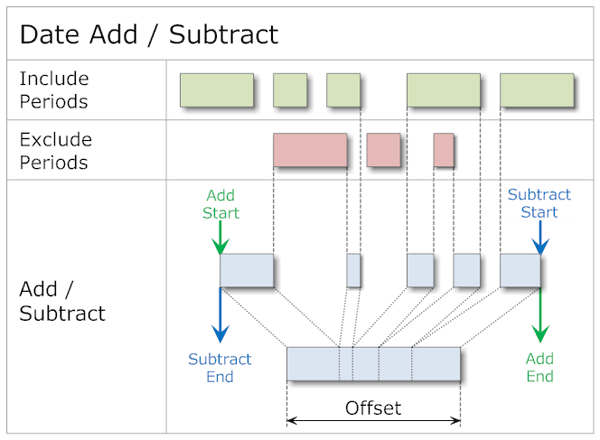 Date Add / Subtract
Include
Periods
Exclude
Periods
Add
Start
Subtract
Start
Add /
Subtract
Subtract
End
Add
End
Offset